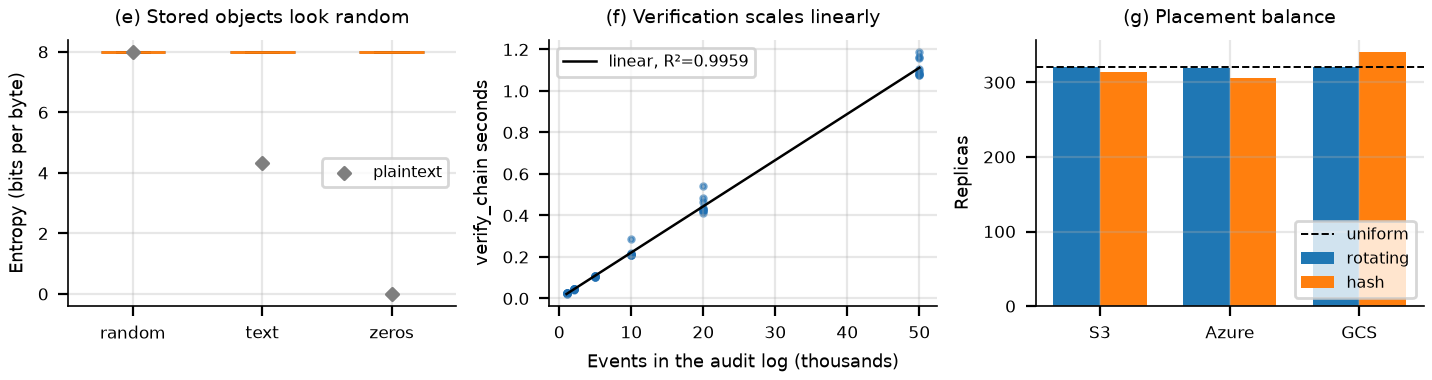 (e) Stored objects look random
Entropy (bits per byte)
8
6
4
2
0
plaintext
random
text
zeros
(f) Verification scales linearly
verify_chain seconds
1.2
1.0
0.8
0.6
0.4
0.2
0.0
linear, R²=0.9959
0
10
20
30
40
50
Events in the audit log (thousands)
(g) Placement balance
Replicas
300
200
100
0
uniform
rotating
hash
S3
Azure
GCS